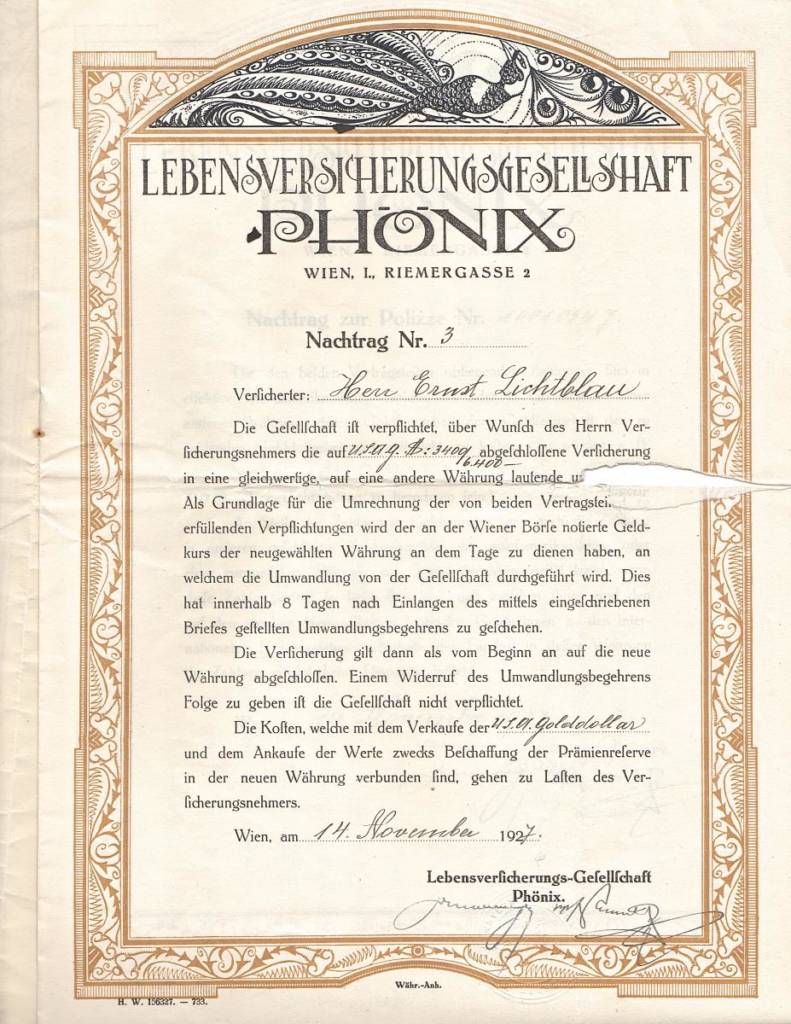 LEBENSVERSICHERUNGSGESELLSCHAFT
PHÖNIX
WIEN, I., RIEMERGASSE 2
Nachtrag zur Polizze Nr.
Nachtrag Nr. 3
Versicherter: Herr Ernst Lichtblau
Die Gesellschaft ist verpflichtet, über Wunsch des Herrn Ver-
sicherungsnehmers die auf U.S.A.g. $: 3400 abgeschlossene Versicherung
6.400-
in eine gleichwertige, auf eine andere Währung lautende
Als Grundlage für die Umrechnung der von beiden
erfüllenden Verpflichtungen wird der an der Wiener Börse notierte Geld-
kurs der neugewählten Währung an dem Tage zu dienen haben, an
welchem die Umwandlung von der Gesellschaft durchgeführt wird. Dies
hat innerhalb 8 Tagen nach Einlangen des mittels eingeschriebenen
Briefes gestellten Umwandlungsbegehrens zu geschehen.
Die Versicherung gilt dann als vom Beginn an auf die neue
Währung abgeschlossen. Einem Widerruf des Umwandlungsbegehrens
Folge zu geben ist die Gesellschaft nicht verpflichtet.
Die Kosten, welche mit dem Verkaufe der U.S.A. Golddollar
und dem Ankaufe der Werte zwecks Beschaffung der Prämienreserve
in der neuen Währung verbunden sind, gehen zu Lasten des Ver-
sicherungsnehmers.
Wien, am 14. November 1927.
Lebensversicherungs-Gesellschaft
Phönix.
Währ.-Anh.
H. W. 156327. — 733.